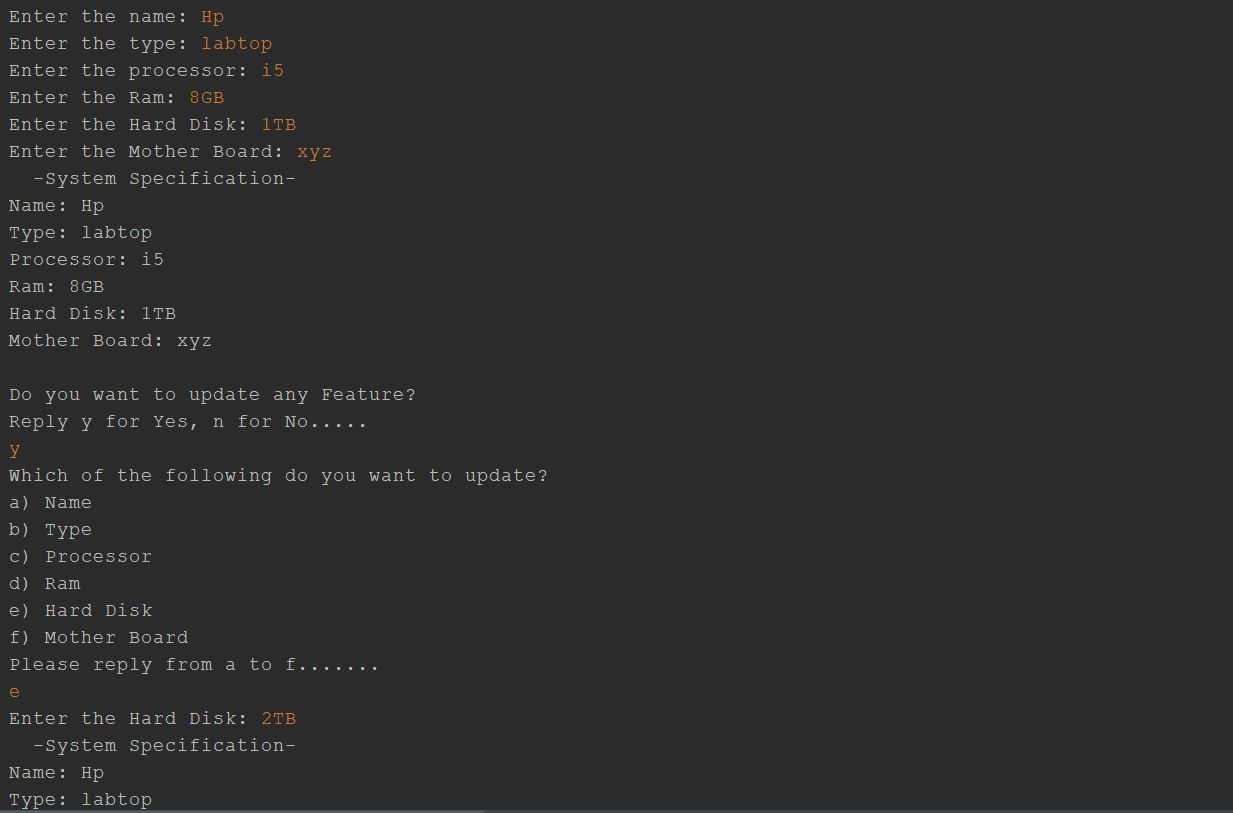 Enter the name: Hp
Enter the type: labtop
Enter the processor: i5
Enter the Ram: 8GB
Enter the Hard Disk: 1TB
Enter the Mother Board: xyz
  -System Specification-
Name: Hp
Type: labtop
Processor: i5
Ram: 8GB
Hard Disk: 1TB
Mother Board: xyz

Do you want to update any Feature?
Reply y for Yes, n for No.....
y
Which of the following do you want to update?
a) Name
b) Type
c) Processor
d) Ram
e) Hard Disk
f) Mother Board
Please reply from a to f.......
e
Enter the Hard Disk: 2TB
  -System Specification-
Name: Hp
Type: labtop